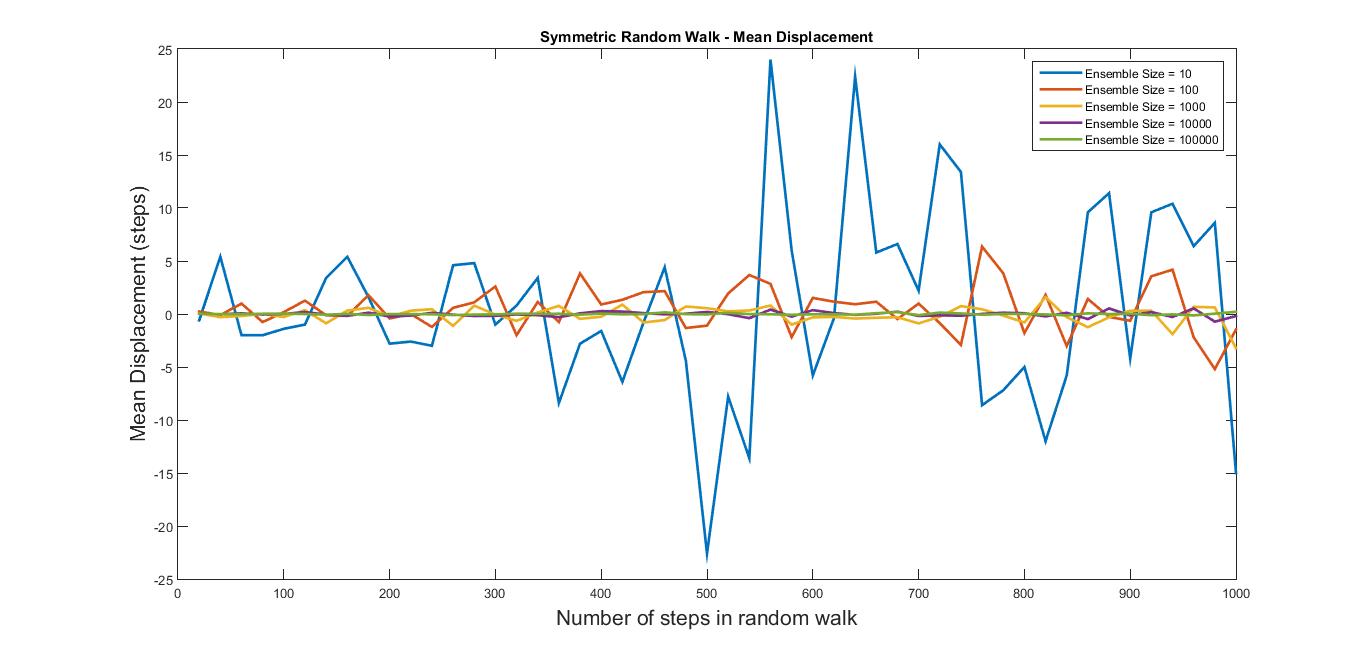 Symmetric Random Walk - Mean Displacement
Ensemble Size = 10
Ensemble Size = 100
Ensemble Size = 1000
Ensemble Size = 10000
Ensemble Size = 100000
Mean Displacement (steps)
25
20
15
10
5
0
-5
-10
-15
-20
-25
0 100 200 300 400 500 600 700 800 900 1000
Number of steps in random walk